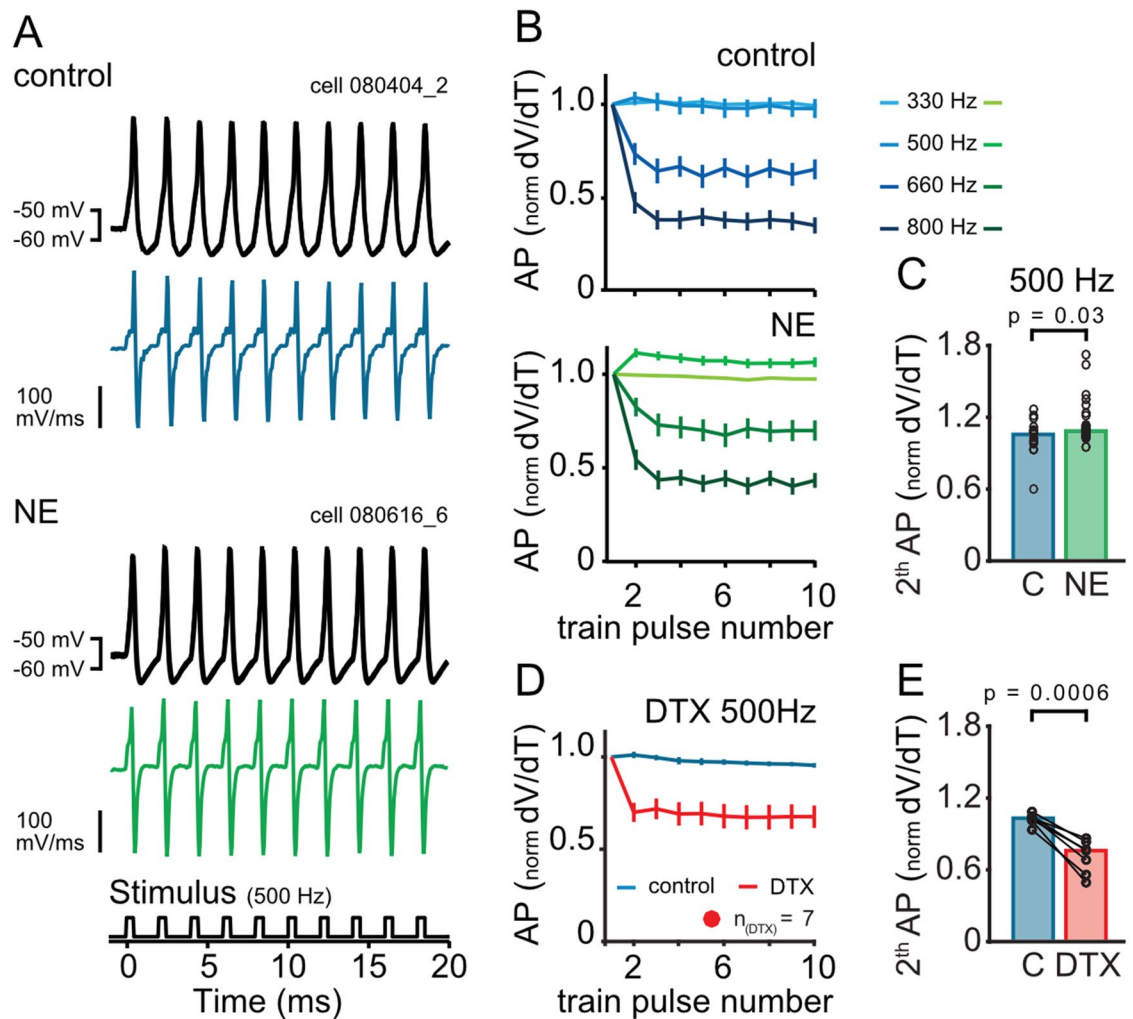 A
control
cell 080404_2
-50 mV
-60 mV
100
mV/ms
NE
cell 080616_6
-50 mV
-60 mV
100
mV/ms
Stimulus (500 Hz)
0 5 10 15 20
Time (ms)
B
control
AP (norm dV/dT)
1.0
0.5
0
330 Hz
500 Hz
660 Hz
800 Hz
NE
AP (norm dV/dT)
1.0
0.5
0
2 6 10
train pulse number
C
500 Hz
p = 0.03
2th AP (norm dV/dT)
1.8
1.2
0.6
0
C NE
D
DTX 500Hz
AP (norm dV/dT)
1.0
0.5
0
control DTX
n(DTX) = 7
2 6 10
train pulse number
E
p = 0.0006
2th AP (norm dV/dT)
1.8
1.2
0.6
0
C DTX